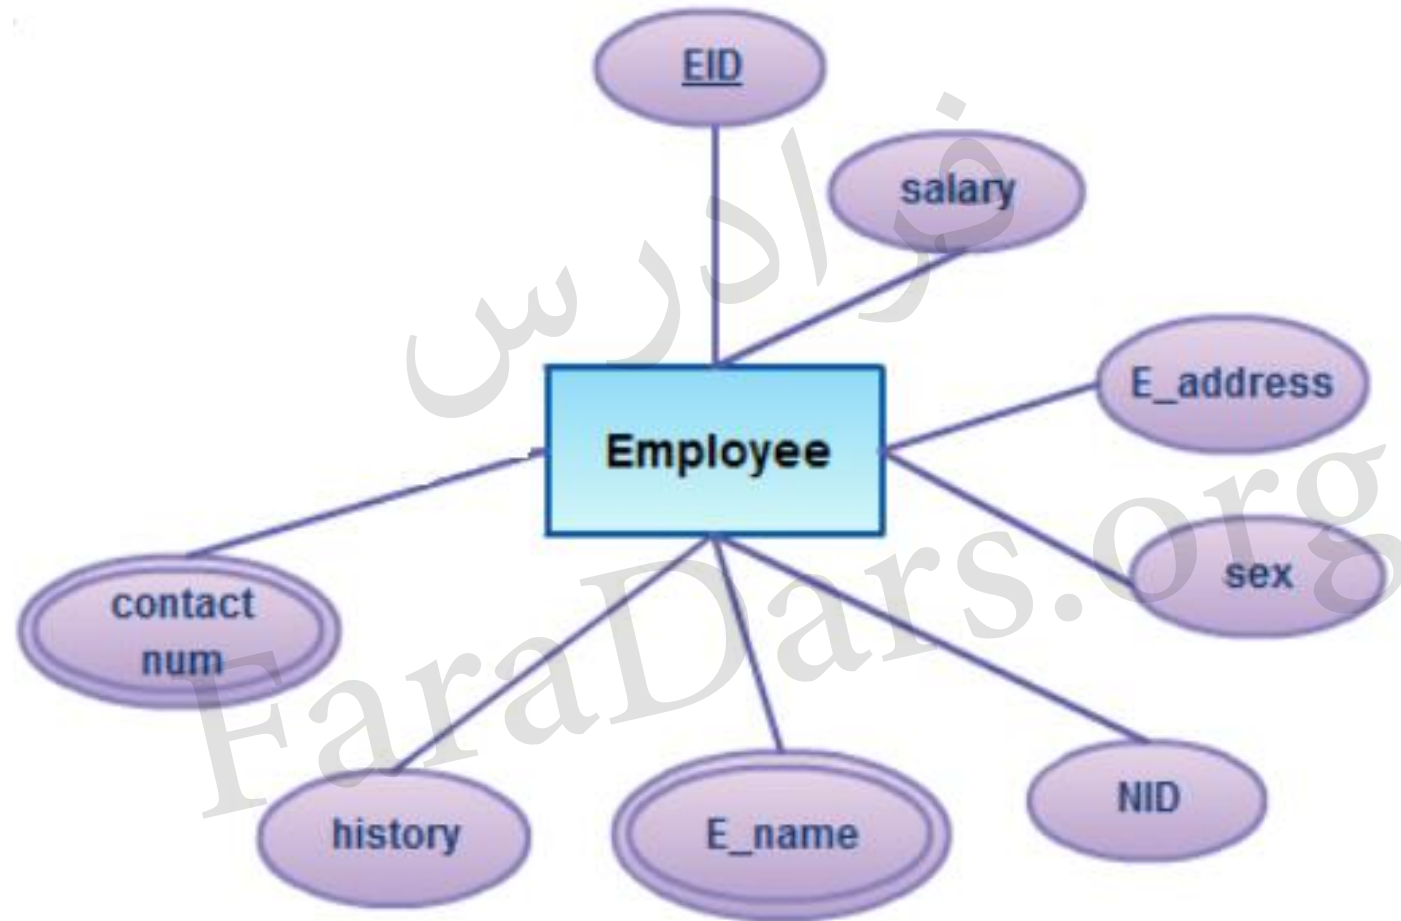 EID
salary
E_address
Employee
sex
contact
num
history
E_name
NID
فرادرس
FaraDars.org